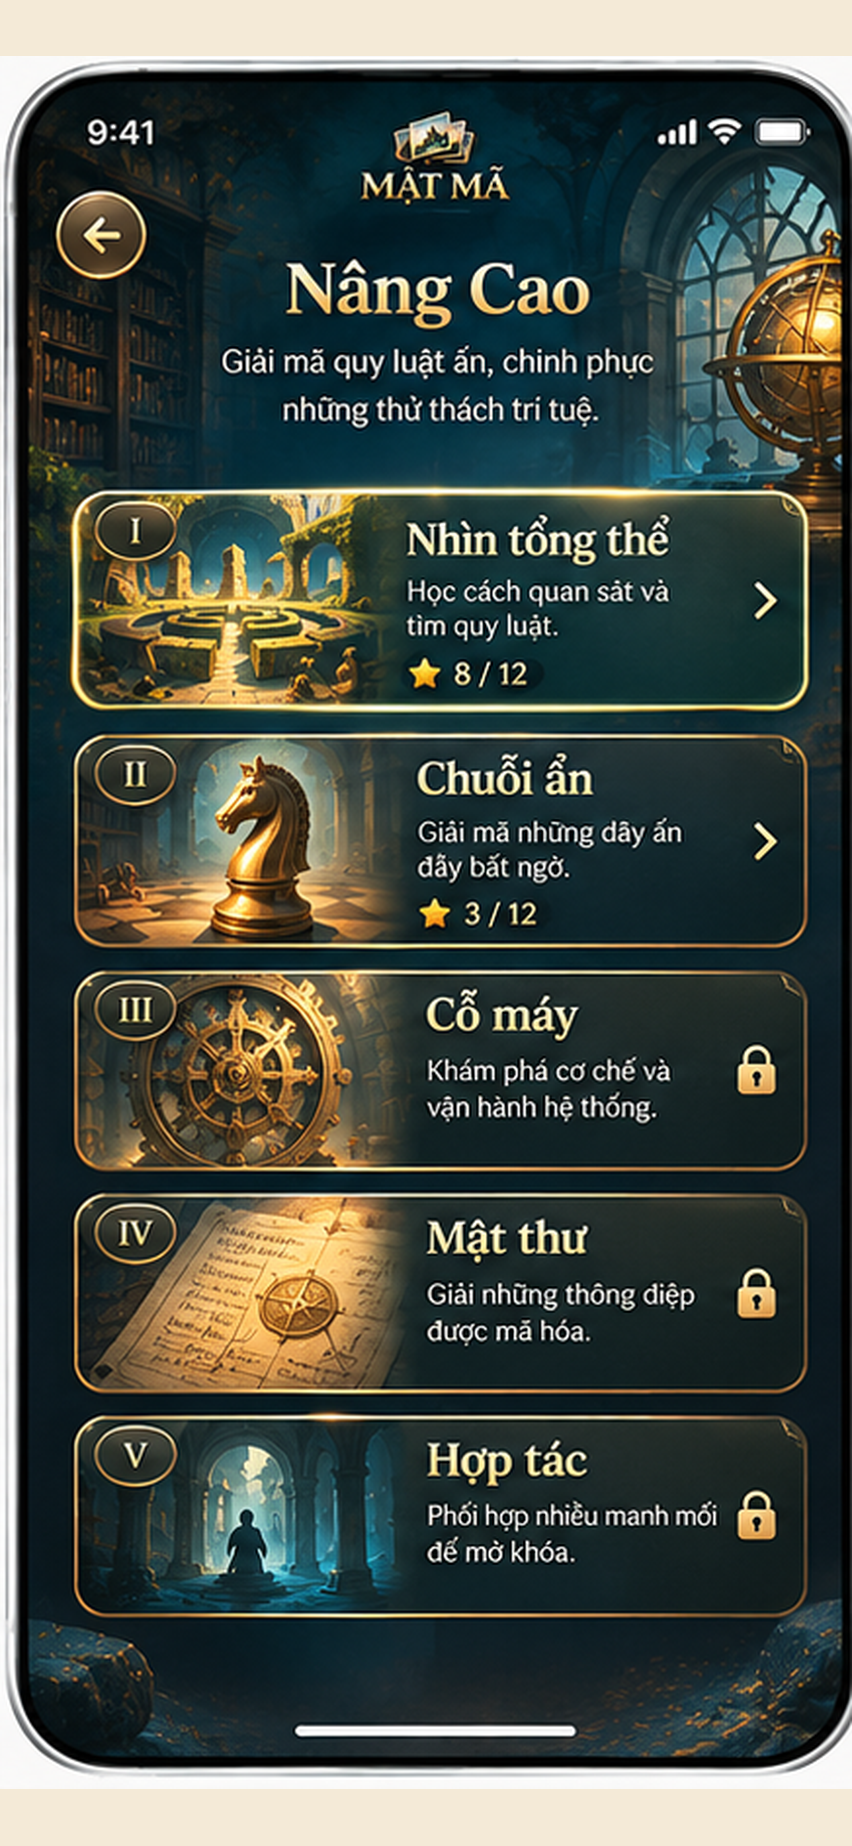 9:41
MẬT MÃ
Nâng Cao
Giải mã quy luật ẩn, chinh phục
những thử thách trí tuệ.
I
Nhìn tổng thể
Học cách quan sát và
tìm quy luật.
8 / 12
II
Chuỗi ẩn
Giải mã những dãy ẩn
đầy bất ngờ.
3 / 12
III
Cỗ máy
Khám phá cơ chế và
vận hành hệ thống.
IV
Mật thư
Giải những thông điệp
được mã hóa.
V
Hợp tác
Phối hợp nhiều manh mối
để mở khóa.